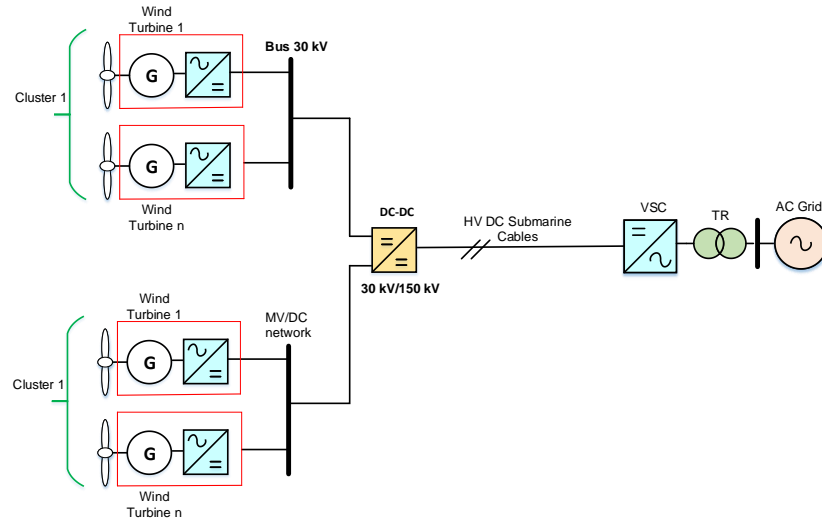 Wind
Turbine 1
Bus 30 kV
G
Cluster 1
G
Wind
Turbine n
DC-DC
30 kV/150 kV
HV DC Submarine
Cables
VSC
TR
AC Grid
Wind
Turbine 1
MV/DC
network
G
Cluster 1
G
Wind
Turbine n